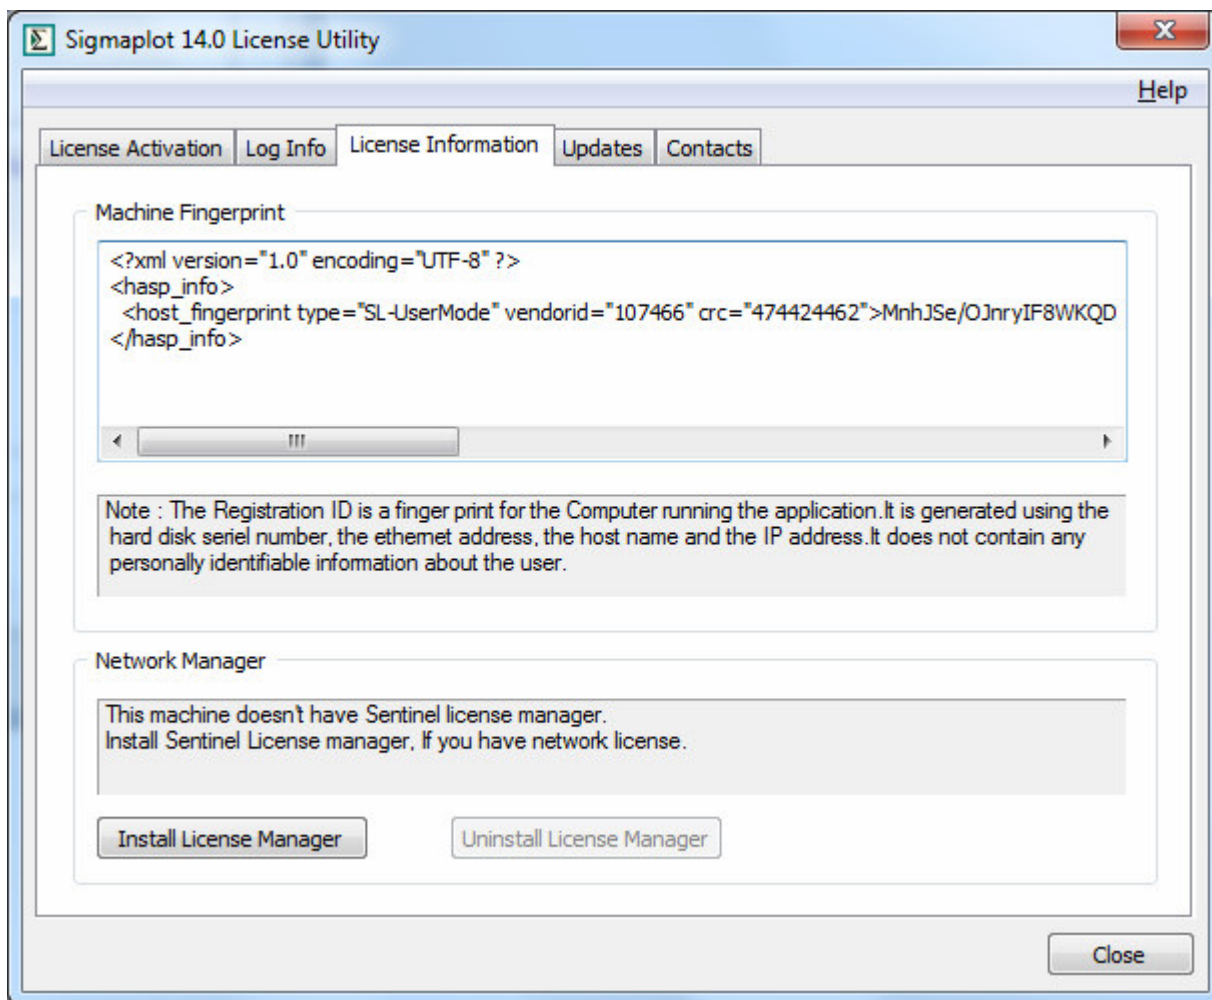 Sigmaplot 14.0 License Utility
Help
License Activation Log Info License Information Updates Contacts
Machine Fingerprint
<?xml version="1.0" encoding="UTF-8" ?>
<hasp_info>
<host_fingerprint type="SL-UserMode" vendorid="107466" crc="474424462">MnhJSe/OJnryIF8WKQD
</hasp_info>
Note : The Registration ID is a finger print for the Computer running the application.It is generated using the
hard disk seriel number, the ethernet address, the host name and the IP address.It does not contain any
personally identifiable information about the user.
Network Manager
This machine doesn't have Sentinel license manager.
Install Sentinel License manager, If you have network license.
Install License Manager Uninstall License Manager
Close